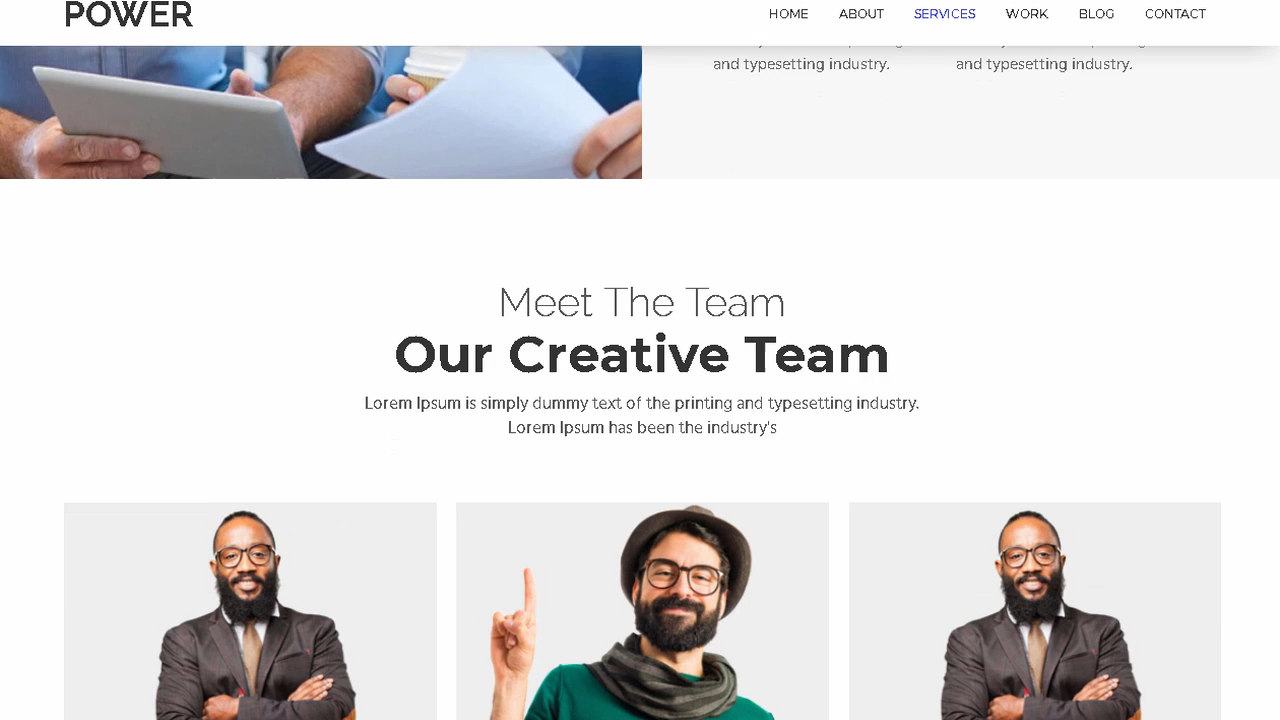 POWER
HOME ABOUT SERVICES WORK BLOG CONTACT
and typesetting industry.
and typesetting industry.
Meet The Team
Our Creative Team
Lorem Ipsum is simply dummy text of the printing and typesetting industry.
Lorem Ipsum has been the industry's